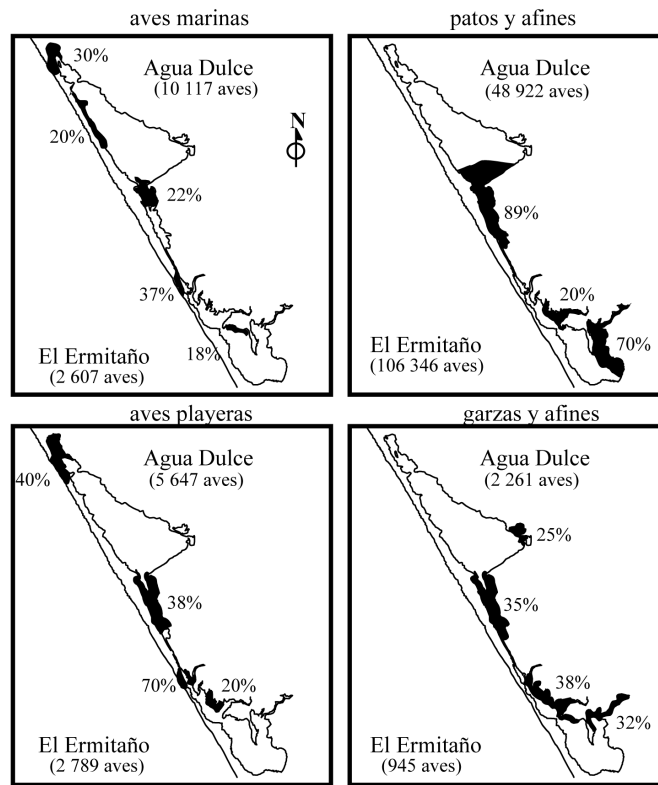 aves marinas
30%
Agua Dulce
(10 117 aves)
N
20%
22%
37%
18%
El Ermitaño
(2 607 aves)
patos y afines
Agua Dulce
(48 922 aves)
89%
20%
70%
El Ermitaño
(106 346 aves)
aves playeras
40%
Agua Dulce
(5 647 aves)
38%
70%
20%
El Ermitaño
(2 789 aves)
garzas y afines
Agua Dulce
(2 261 aves)
25%
35%
38%
32%
El Ermitaño
(945 aves)